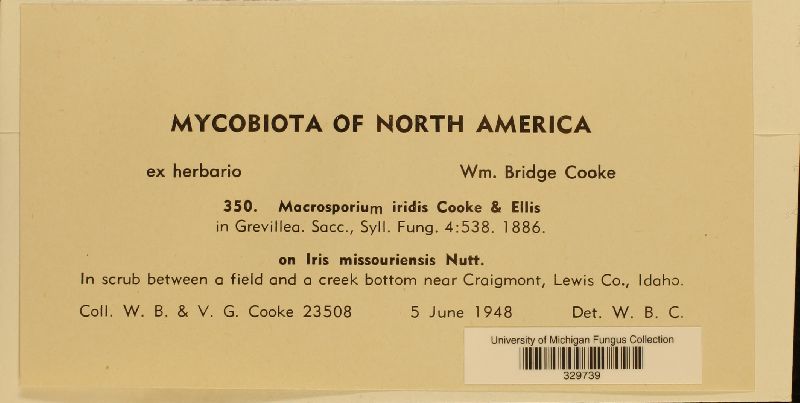 MYCOBIOTA OF NORTH AMERICA
ex herbario Wm. Bridge Cooke
350. Macrosporium iridis Cooke & Ellis
in Grevillea. Sacc., Syll. Fung. 4:538. 1886.
on Iris missouriensis Nutt.
In scrub between a field and a creek bottom near Craigmont, Lewis Co., Idaho.
Coll. W. B. & V. G. Cooke 23508 5 June 1948 Det. W. B. C.
University of Michigan Fungus Collection
329739